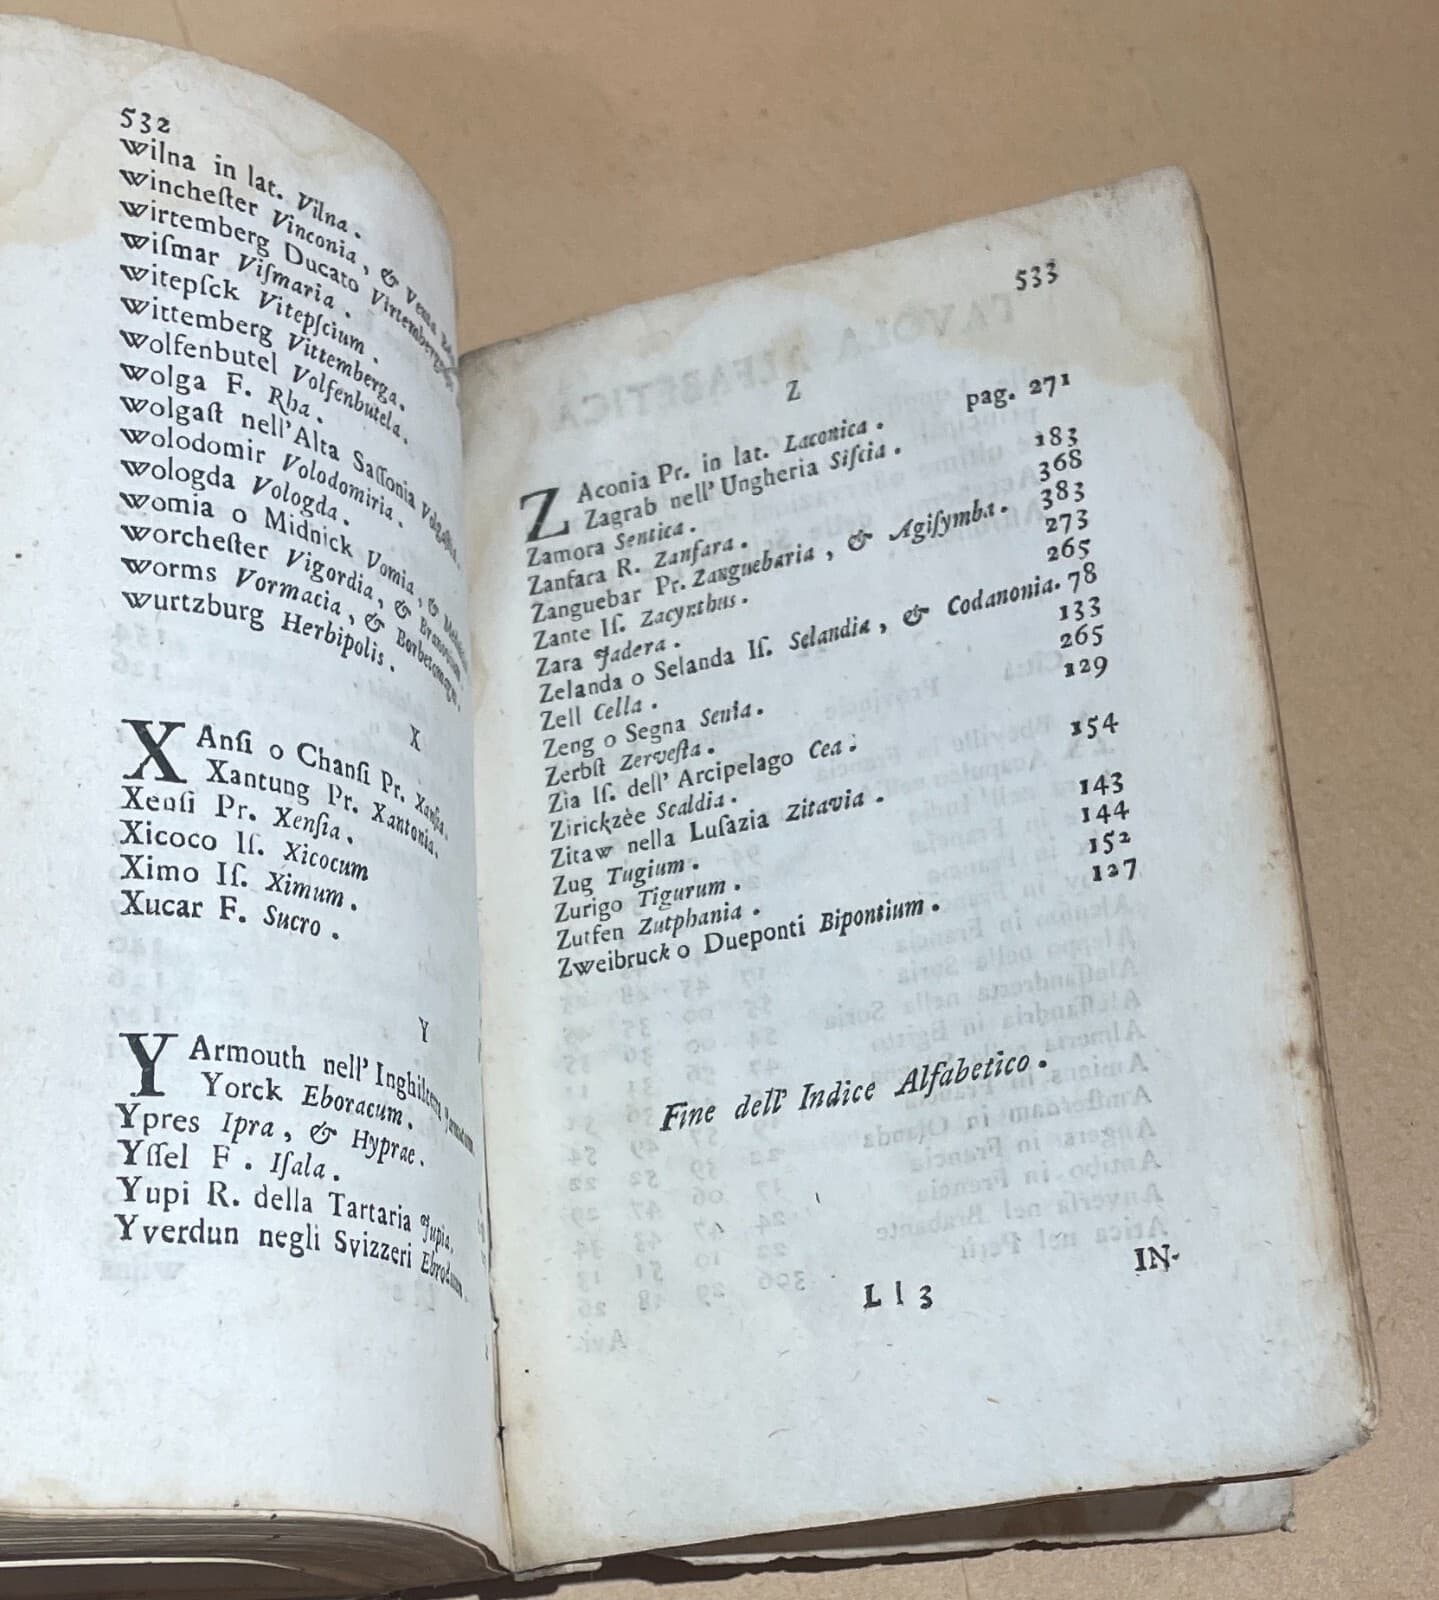 532
Wilna in lat. Vilna.
Wincheſter Vinconia, & Venta
Wirtemberg Ducato Virtemberg
Wiſmar Viſmaria.
Witepſck Vitepſcium.
Wittemberg Vittemberga.
Wolfenbutel Volfenbutela.
Wolga F. Rha.
Wolgaſt nell'Alta Saſſonia
Wolodomir Volodomiria.
Wologda Vologda.
Womia o Midnick Vomia, &
Worcheſter Vigordia, & Branonium.
Worms Vormacia, &
Wurtzburg Herbipolis.
X
XAnſi o Chanſi Pr. Xanſia.
Xantung Pr. Xantonia.
Xenſi Pr. Xenſia.
Xicoco Iſ. Xicocum
Ximo Iſ. Ximum.
Xucar F. Sucro.
Y
YArmouth nell'Inghilterra
Yorck Eboracum.
Ypres Ipra, & Hyprae.
Yſſel F. Iſala.
Yupi R. della Tartaria Jupia.
Yverdun negli Svizzeri
533
Z
pag. 271
ZAconia Pr. in lat. Laconica.
Zagrab nell'Ungheria Siſcia. 183
Zamora Sentica. 368
Zanfara R. Zanfara. 383
Zanguebar Pr. Zanguebaria, & Agiſymba. 383
Zante Iſ. Zacynthus. 273
Zara Jadera. 265
Zelanda o Selanda Iſ. Selandia, & Codanonia. 78
Zell Cella. 133
Zeng o Segna Senia. 265
Zerbſt Zerveſta. 129
Zia Iſ. dell'Arcipelago Cea.
Zirickzèe Scaldia. 154
Zitaw nella Luſazia Zitavia.
Zug Tugium. 143
Zurigo Tigurum. 144
Zutfen Zutphania. 152
Zweibruck o Dueponti Bipontium. 127
Fine dell'Indice Alfabetico.
Ll 3
IN-